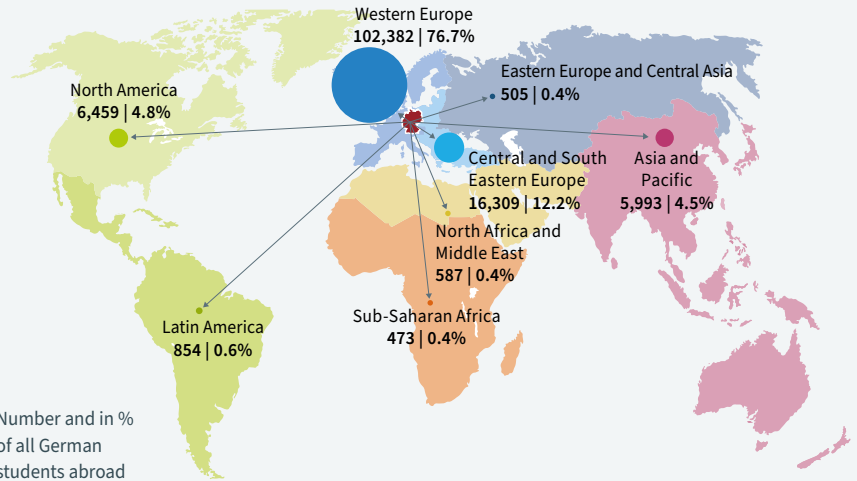 Western Europe
102,382 | 76.7%
North America
6,459 | 4.8%
Eastern Europe and Central Asia
505 | 0.4%
Central and South
Eastern Europe
16,309 | 12.2%
Asia and
Pacific
5,993 | 4.5%
North Africa and
Middle East
587 | 0.4%
Sub-Saharan Africa
473 | 0.4%
Latin America
854 | 0.6%
Number and in %
of all German
students abroad